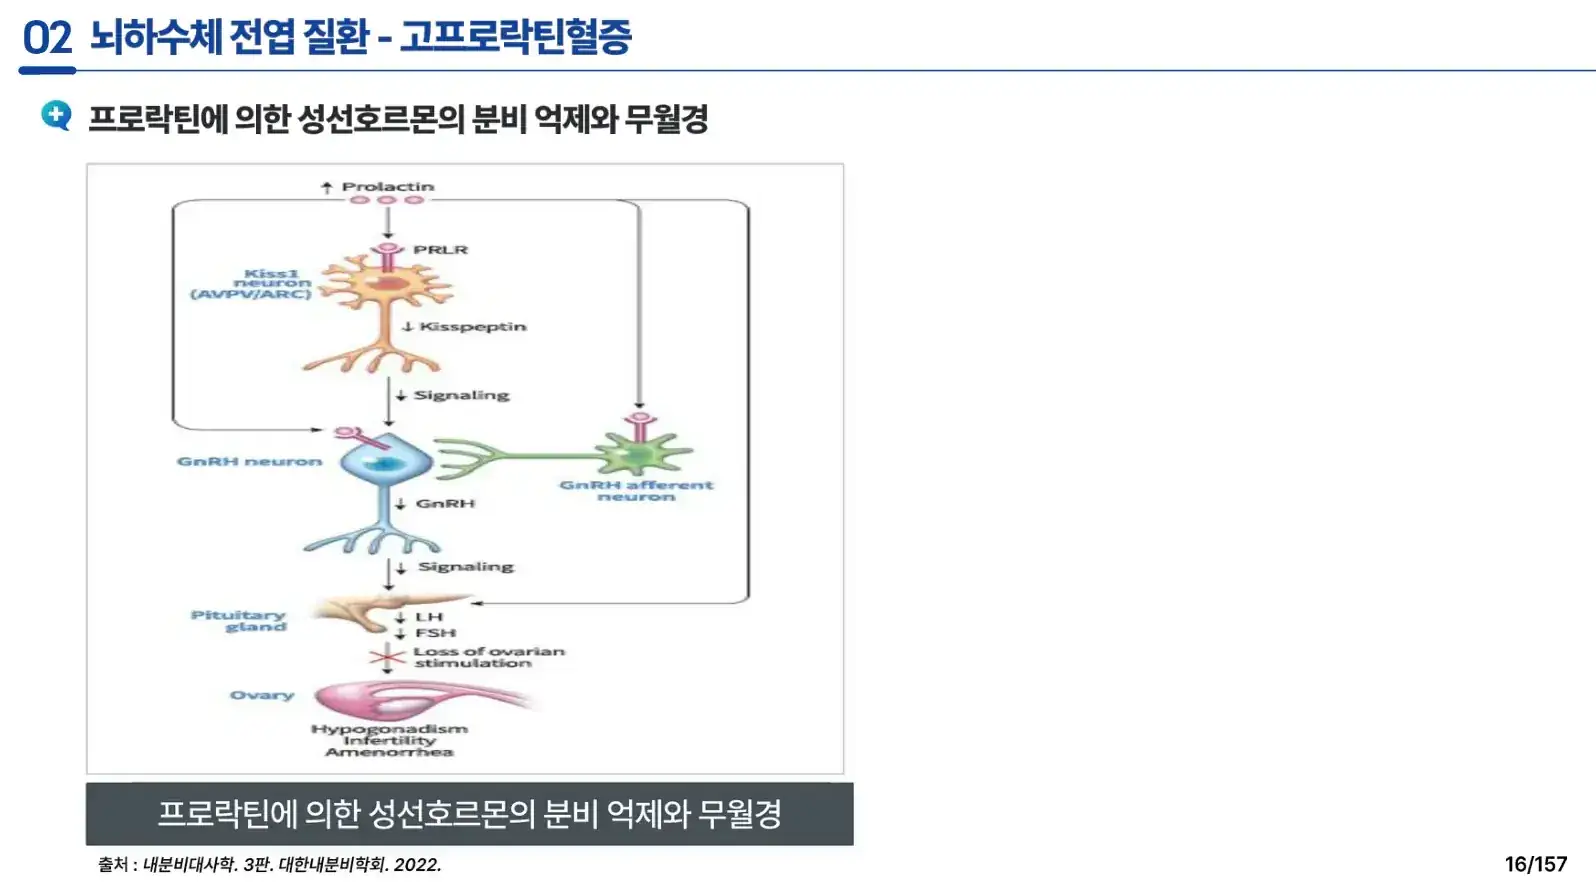 02 뇌하수체 전엽 질환 - 고프로락틴혈증
프로락틴에 의한 성선호르몬의 분비 억제와 무월경
↑ Prolactin
PRLR
Kiss1
neuron
(AVPV/ARC)
↓ Kisspeptin
↓ Signaling
GnRH neuron
GnRH afferent
neuron
↓ GnRH
↓ Signaling
Pituitary
gland
↓ LH
↓ FSH
Loss of ovarian
stimulation
Ovary
Hypogonadism
Infertility
Amenorrhea
프로락틴에 의한 성선호르몬의 분비 억제와 무월경
출처 : 내분비대사학. 3판. 대한내분비학회. 2022.
16/157